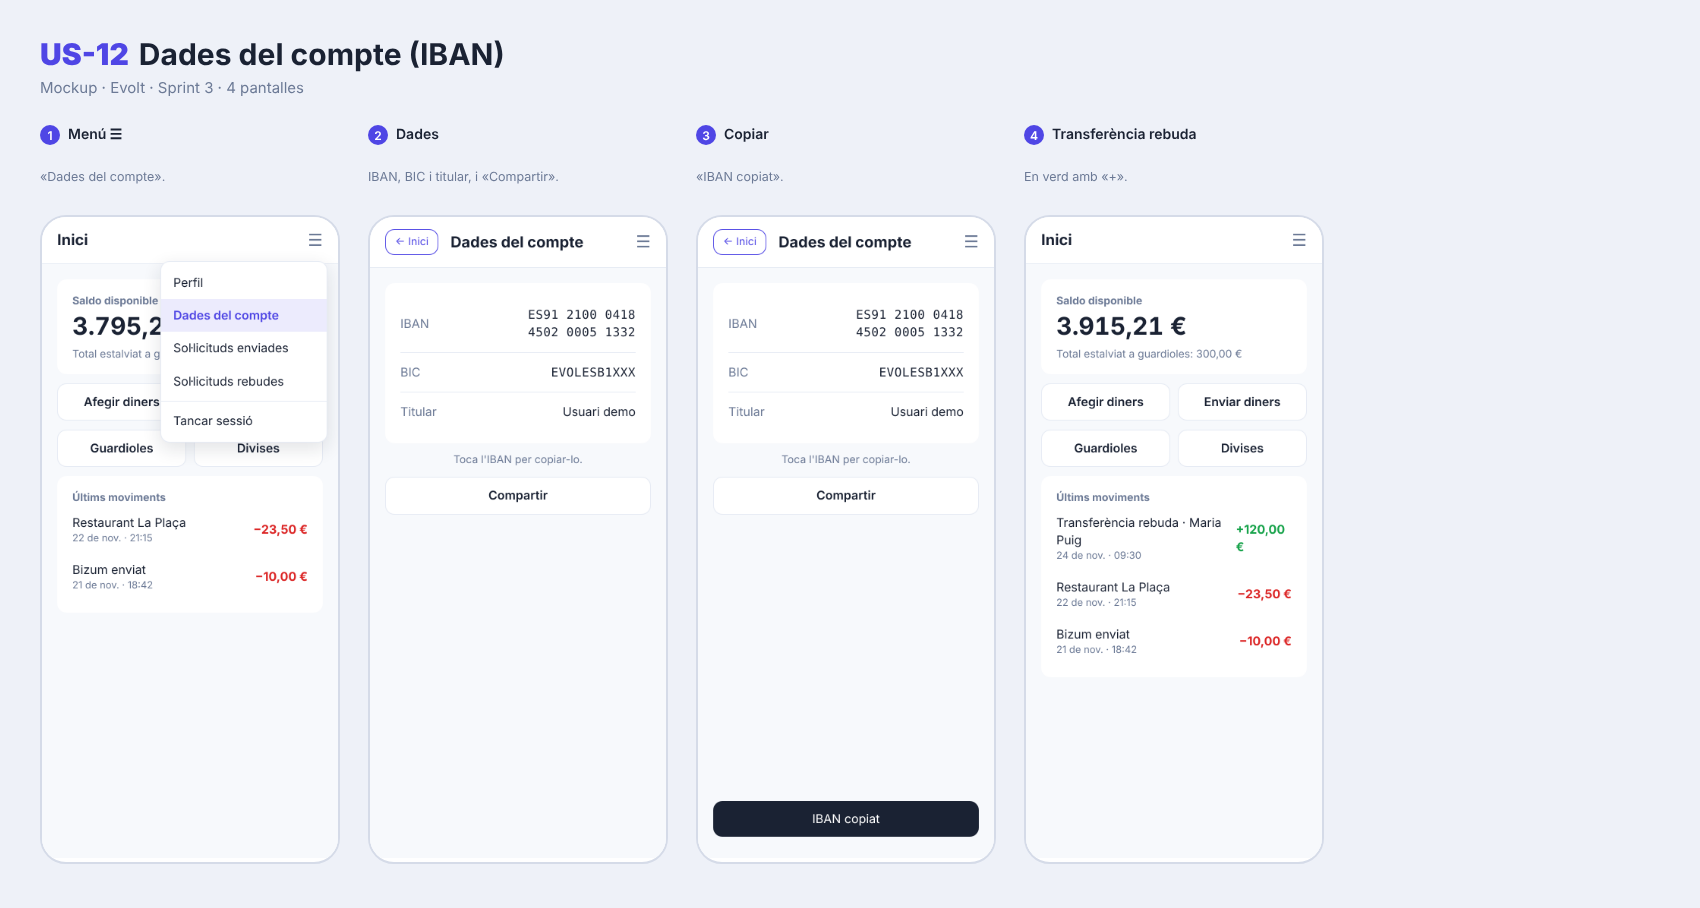 US-12 Dades del compte (IBAN)
Mockup · Evolt · Sprint 3 · 4 pantalles
1 Menú ☰
«Dades del compte».
Inici ☰
Saldo disponible
3.795,2
Total estalviat a g
Afegir diners
Guardioles
Divises
Perfil
Dades del compte
Sol·licituds enviades
Sol·licituds rebudes
Tancar sessió
Últims moviments
Restaurant La Plaça
22 de nov. · 21:15
−23,50 €
Bizum enviat
21 de nov. · 18:42
−10,00 €
2 Dades
IBAN, BIC i titular, i «Compartir».
← Inici Dades del compte ☰
IBAN
ES91 2100 0418
4502 0005 1332
BIC EVOLESB1XXX
Titular Usuari demo
Toca l'IBAN per copiar-lo.
Compartir
3 Copiar
«IBAN copiat».
← Inici Dades del compte ☰
IBAN
ES91 2100 0418
4502 0005 1332
BIC EVOLESB1XXX
Titular Usuari demo
Toca l'IBAN per copiar-lo.
Compartir
IBAN copiat
4 Transferència rebuda
En verd amb «+».
Inici ☰
Saldo disponible
3.915,21 €
Total estalviat a guardioles: 300,00 €
Afegir diners Enviar diners
Guardioles Divises
Últims moviments
Transferència rebuda · Maria
Puig
24 de nov. · 09:30
+120,00
€
Restaurant La Plaça
22 de nov. · 21:15
−23,50 €
Bizum enviat
21 de nov. · 18:42
−10,00 €